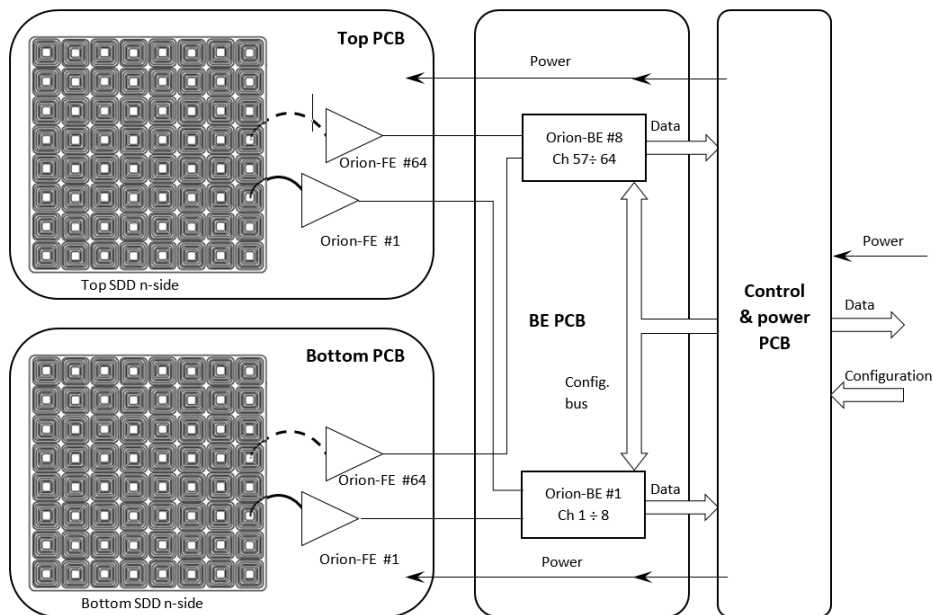 Top PCB
Power
Orion-BE #8
Ch 57÷ 64
Data
Orion-FE #64
Orion-FE #1
Top SDD n-side
BE PCB
Config.
bus
Control
& power
PCB
Power
Data
Configuration
Bottom PCB
Orion-FE #64
Orion-FE #1
Bottom SDD n-side
Orion-BE #1
Ch 1 ÷ 8
Data
Power